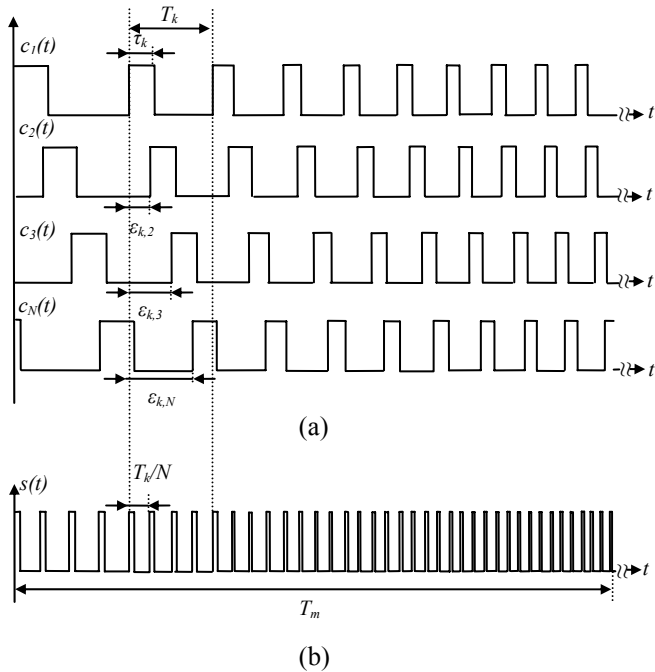 T_k
c_1(t)
τ_k
t
c_2(t)
t
ε_{k,2}
c_3(t)
t
ε_{k,3}
c_N(t)
t
ε_{k,N}
(a)
T_k/N
s(t)
t
T_m
(b)